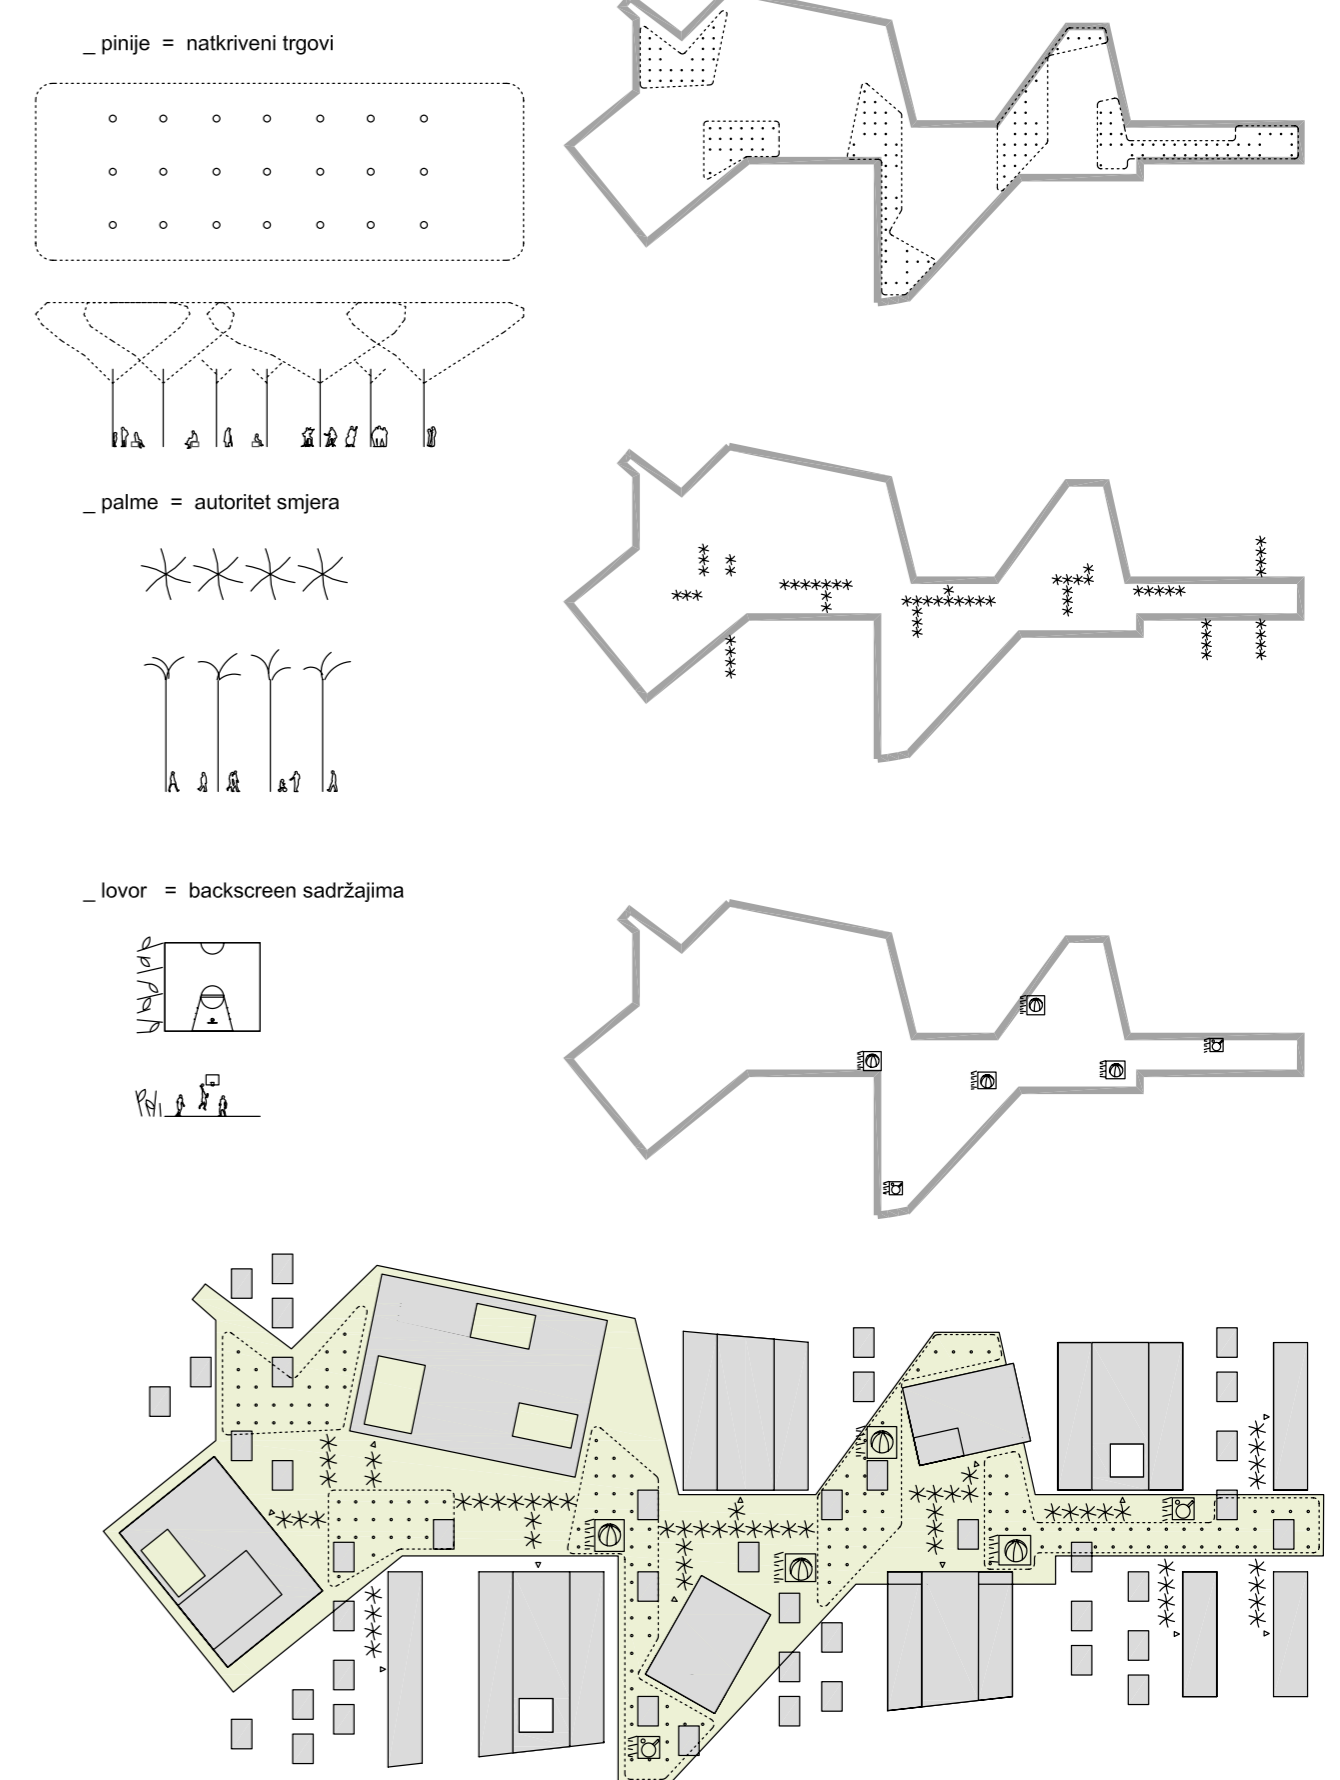 _ pinije = natkriveni trgovi
_ palme = autoritet smjera
_ lovor = backscreen sadržajima